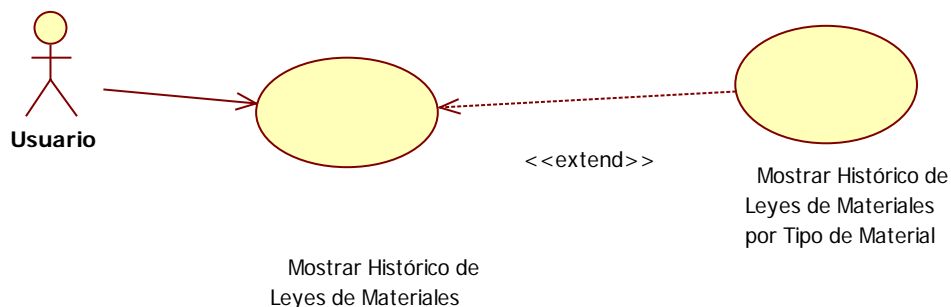 Usuario
<<extend>>
Mostrar Histórico de
Leyes de Materiales
por Tipo de Material
Mostrar Histórico de
Leyes de Materiales